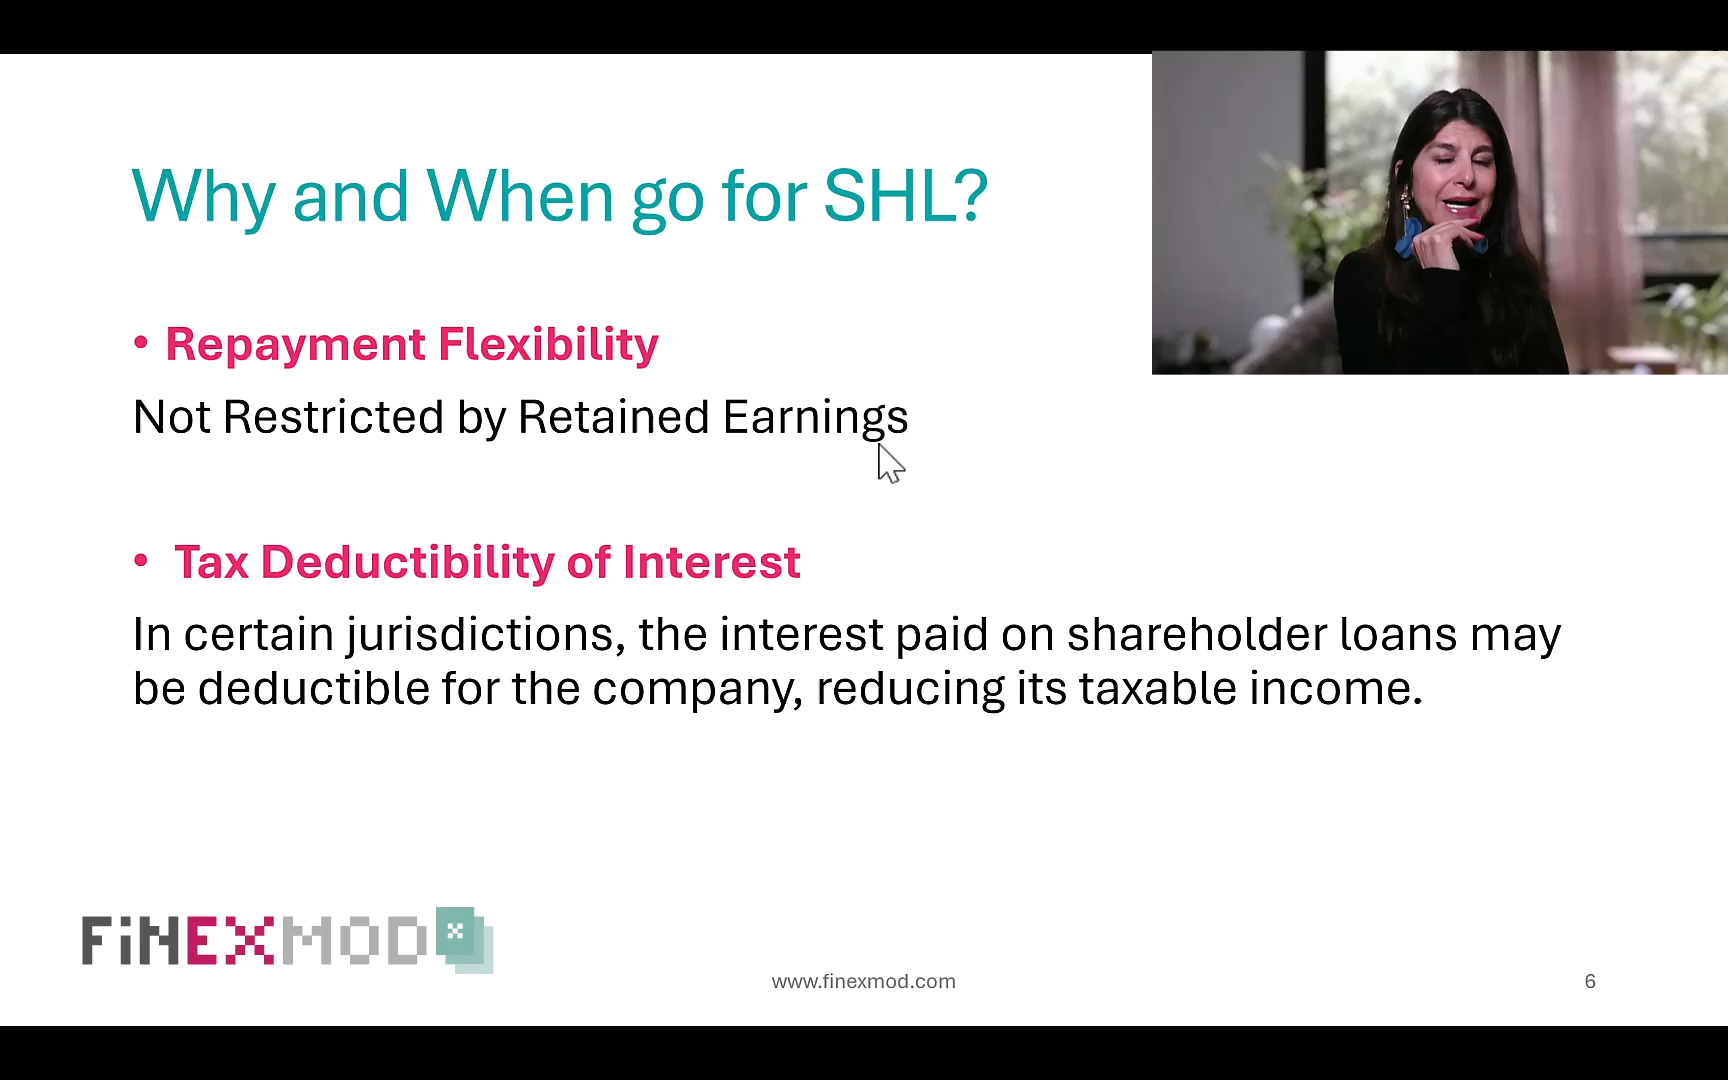 Why and When go for SHL?
• Repayment Flexibility
Not Restricted by Retained Earnings
• Tax Deductibility of Interest
In certain jurisdictions, the interest paid on shareholder loans may
be deductible for the company, reducing its taxable income.
FiNEXMOD
www.finexmod.com
6